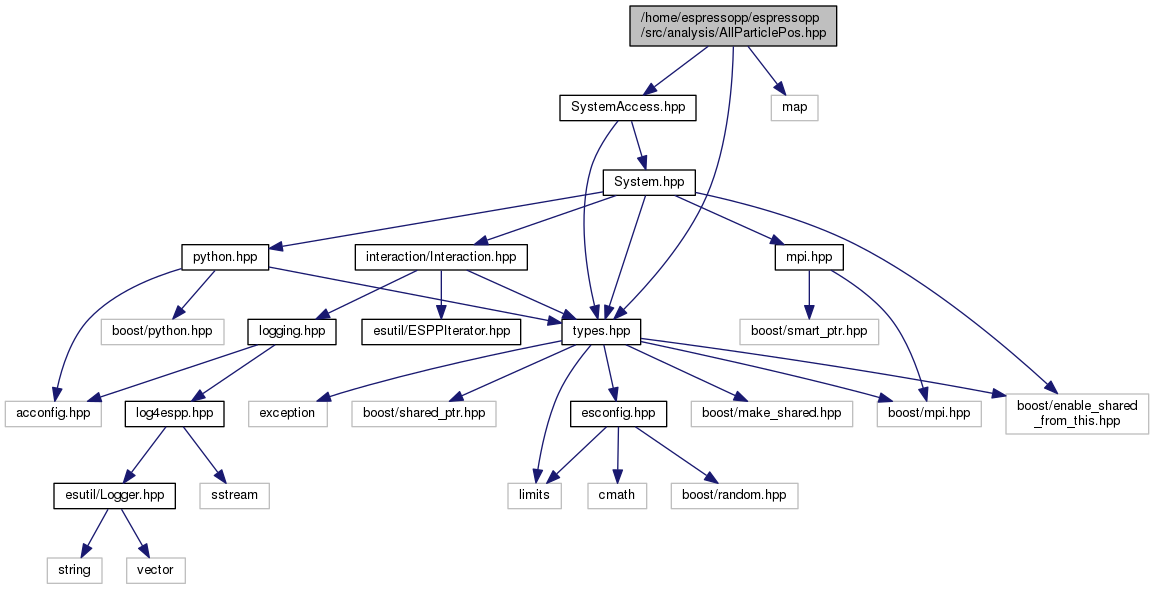 /home/espressopp/espressopp
/src/analysis/AllParticlePos.hpp
SystemAccess.hpp
map
System.hpp
python.hpp
interaction/Interaction.hpp
mpi.hpp
boost/python.hpp
logging.hpp
esutil/ESPPIterator.hpp
types.hpp
boost/smart_ptr.hpp
acconfig.hpp
log4espp.hpp
exception
boost/shared_ptr.hpp
esconfig.hpp
boost/make_shared.hpp
boost/mpi.hpp
boost/enable_shared
_from_this.hpp
esutil/Logger.hpp
sstream
limits
cmath
boost/random.hpp
string
vector